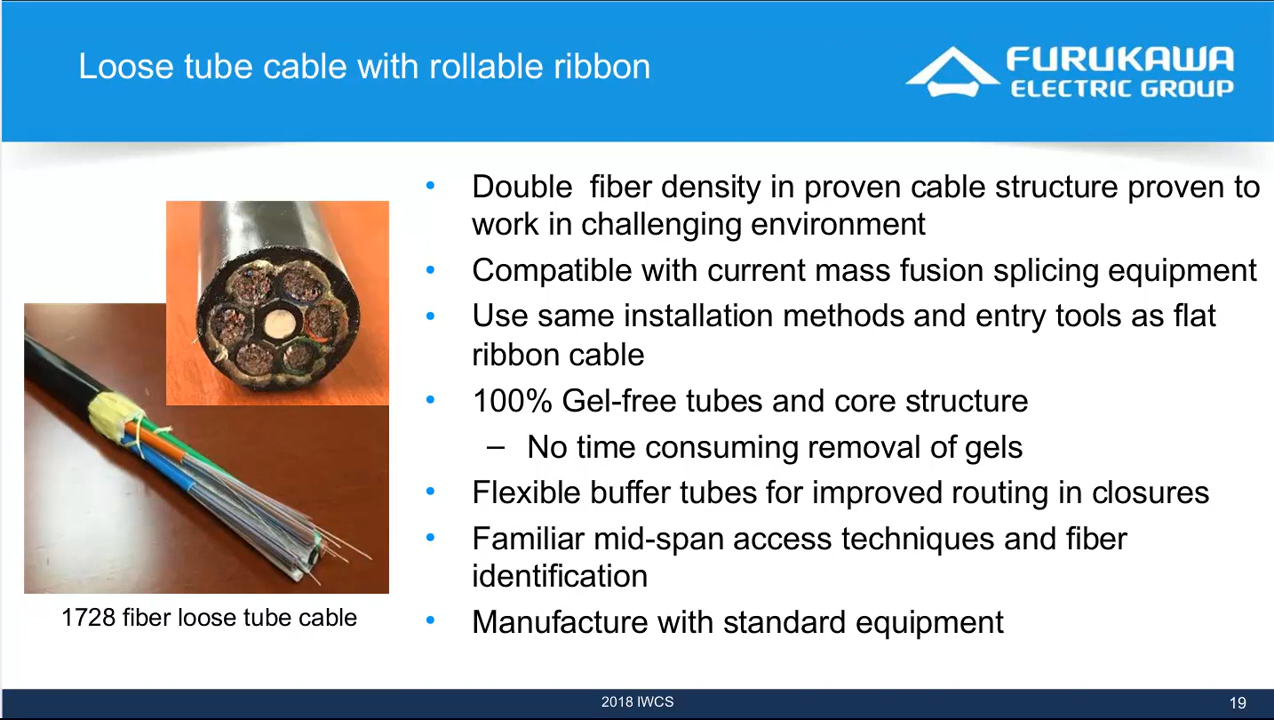 Loose tube cable with rollable ribbon
FURUKAWA
ELECTRIC GROUP
• Double  fiber density in proven cable structure proven to
work in challenging environment
• Compatible with current mass fusion splicing equipment
• Use same installation methods and entry tools as flat
ribbon cable
• 100% Gel-free tubes and core structure
– No time consuming removal of gels
• Flexible buffer tubes for improved routing in closures
• Familiar mid-span access techniques and fiber
identification
• Manufacture with standard equipment
1728 fiber loose tube cable
2018 IWCS
19